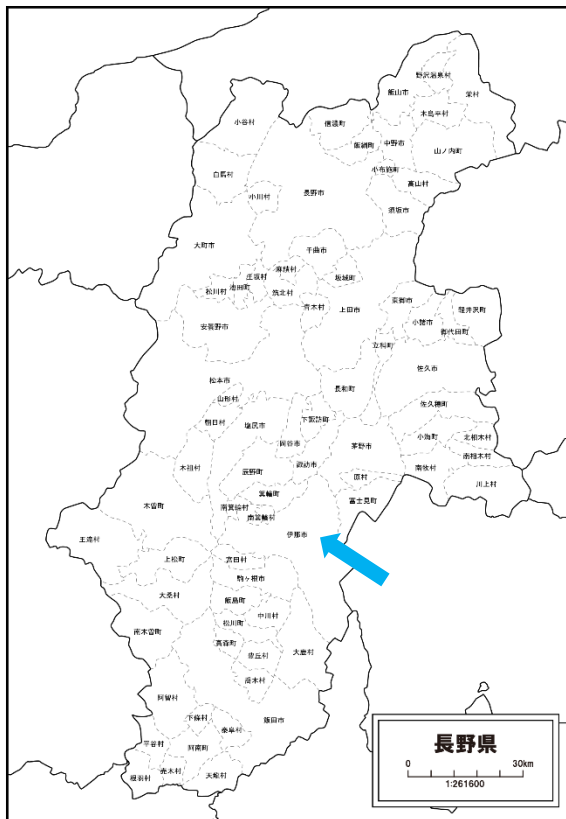 野沢温泉村
飯山市
栄村
木島平村
小谷村
信濃町
飯綱町
中野市
山ノ内町
小布施町
白馬村
高山村
小川村
長野市
須坂市
大町市
千曲市
麻績村
生坂村
坂城町
池田町
松川村
筑北村
青木村
上田市
東御市
軽井沢町
小諸市
御代田町
安曇野市
立科町
佐久市
松本市
長和町
山形村
佐久穂町
朝日村
塩尻市
下諏訪町
岡谷市
茅野市
小海町
北相木村
南相木村
木祖村
辰野町
諏訪市
南牧村
原村
川上村
箕輪町
富士見町
木曽町
南箕輪村
南箕輪村
伊那市
王滝村
上松町
宮田村
駒ヶ根市
大桑村
飯島町
中川村
松川町
南木曽町
高森町
豊丘村
大鹿村
喬木村
阿智村
下條村
飯田市
泰阜村
平谷村
阿南町
売木村
根羽村
天龍村
長野県
0 30km
1:261600